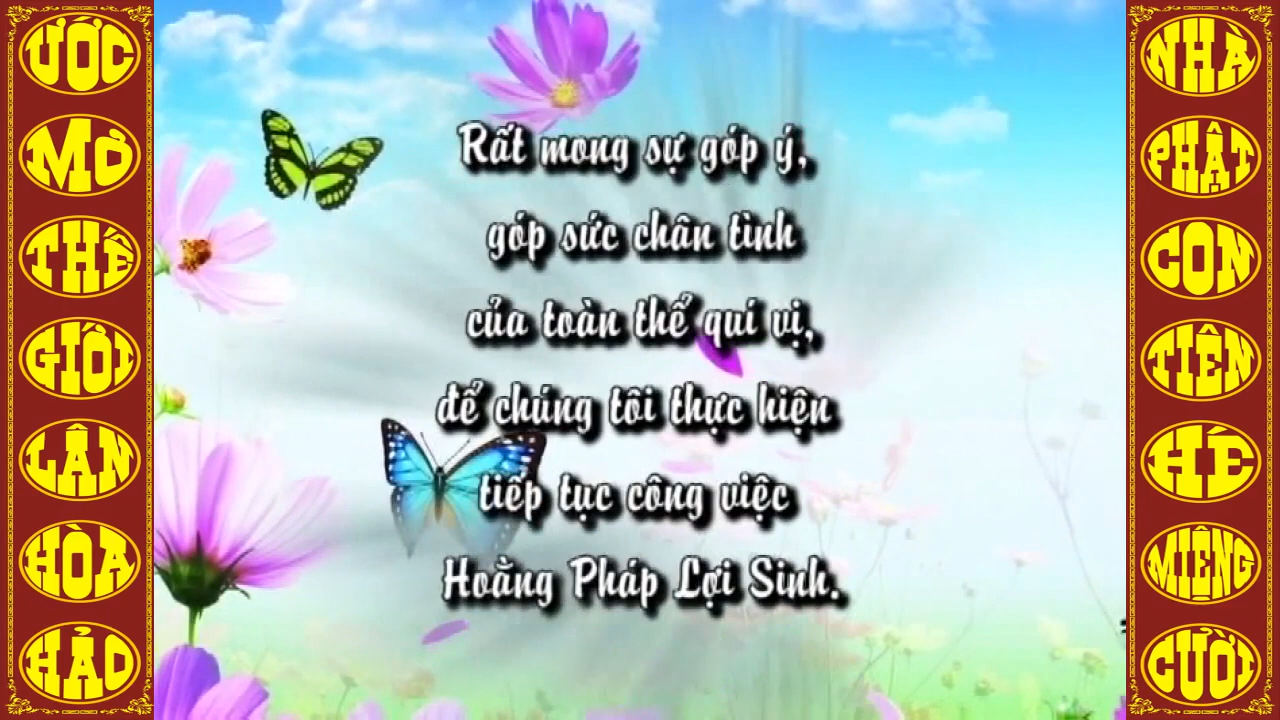 ƯỚC
MƠ
THẾ
GIỚI
LÂN
HÒA
HẢO
Rất mong sự góp ý,
góp sức chân tình
của toàn thể quí vị,
để chúng tôi thực hiện
tiếp tục công việc
Hoằng Pháp Lợi Sinh.
NHÀ
PHẬT
CON
TIÊN
HÉ
MIỆNG
CƯỜI